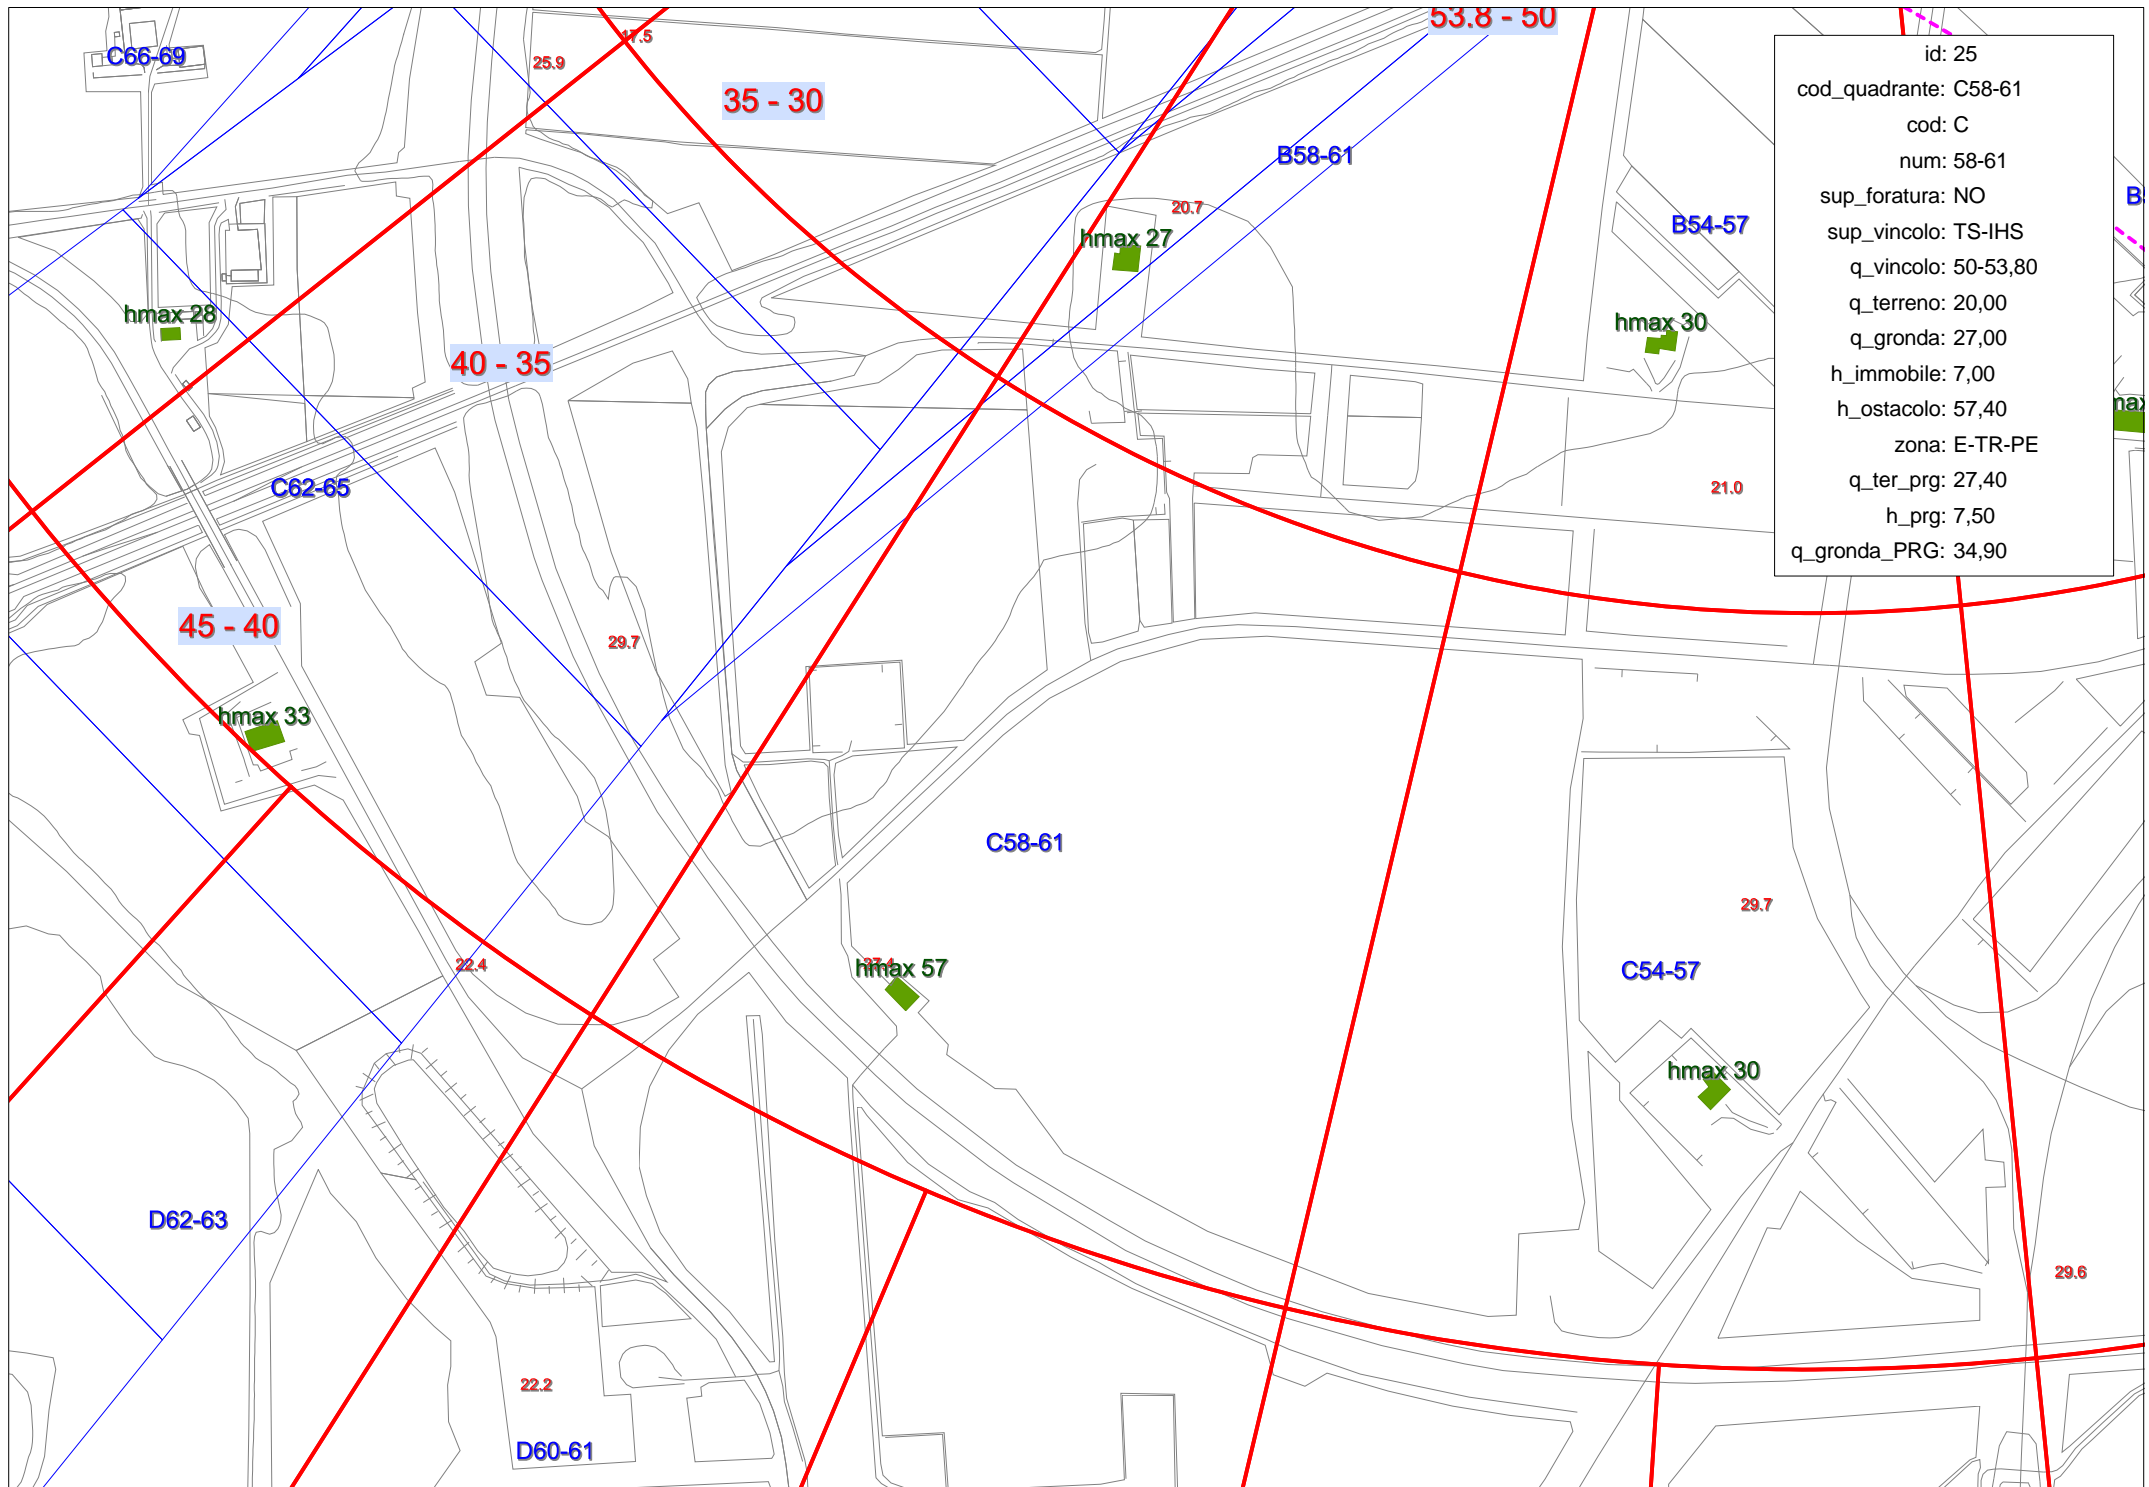 53.8 - 50
17.5
C66-69
25.9
35 - 30
id: 25
cod_quadrante: C58-61
cod: C
num: 58-61
sup_foratura: NO
sup_vincolo: TS-IHS
q_vincolo: 50-53,80
q_terreno: 20,00
q_gronda: 27,00
h_immobile: 7,00
h_ostacolo: 57,40
zona: E-TR-PE
q_ter_prg: 27,40
h_prg: 7,50
q_gronda_PRG: 34,90
B58-61
20.7
B54-57
hmax 27
hmax 28
hmax 30
40 - 35
C62-65
21.0
45 - 40
29.7
hmax 33
C58-61
29.7
22.4
hmax 57
C54-57
hmax 30
D62-63
29.6
22.2
D60-61